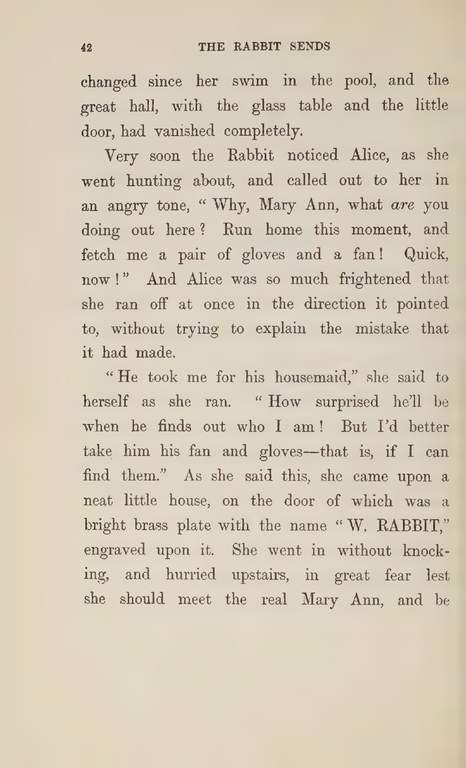 42 THE RABBIT SENDS
changed since her swim in the pool, and the
great hall, with the glass table and the little
door, had vanished completely.
Very soon the Rabbit noticed Alice, as she
went hunting about, and called out to her in
an angry tone, “ Why, Mary Ann, what are you
doing out here ? Run home this moment, and
fetch me a pair of gloves and a fan ! Quick,
now ! ” And Alice was so much frightened that
she ran off at once in the direction it pointed
to, without trying to explain the mistake that
it had made.
“ He took me for his housemaid,” she said to
herself as she ran. “ How surprised he’ll be
when he finds out who I am ! But I’d better
take him his fan and gloves—that is, if I can
find them.” As she said this, she came upon a
neat little house, on the door of which was a
bright brass plate with the name “ W. RABBIT,”
engraved upon it. She went in without knock-
ing, and hurried upstairs, in great fear lest
she should meet the real Mary Ann, and be